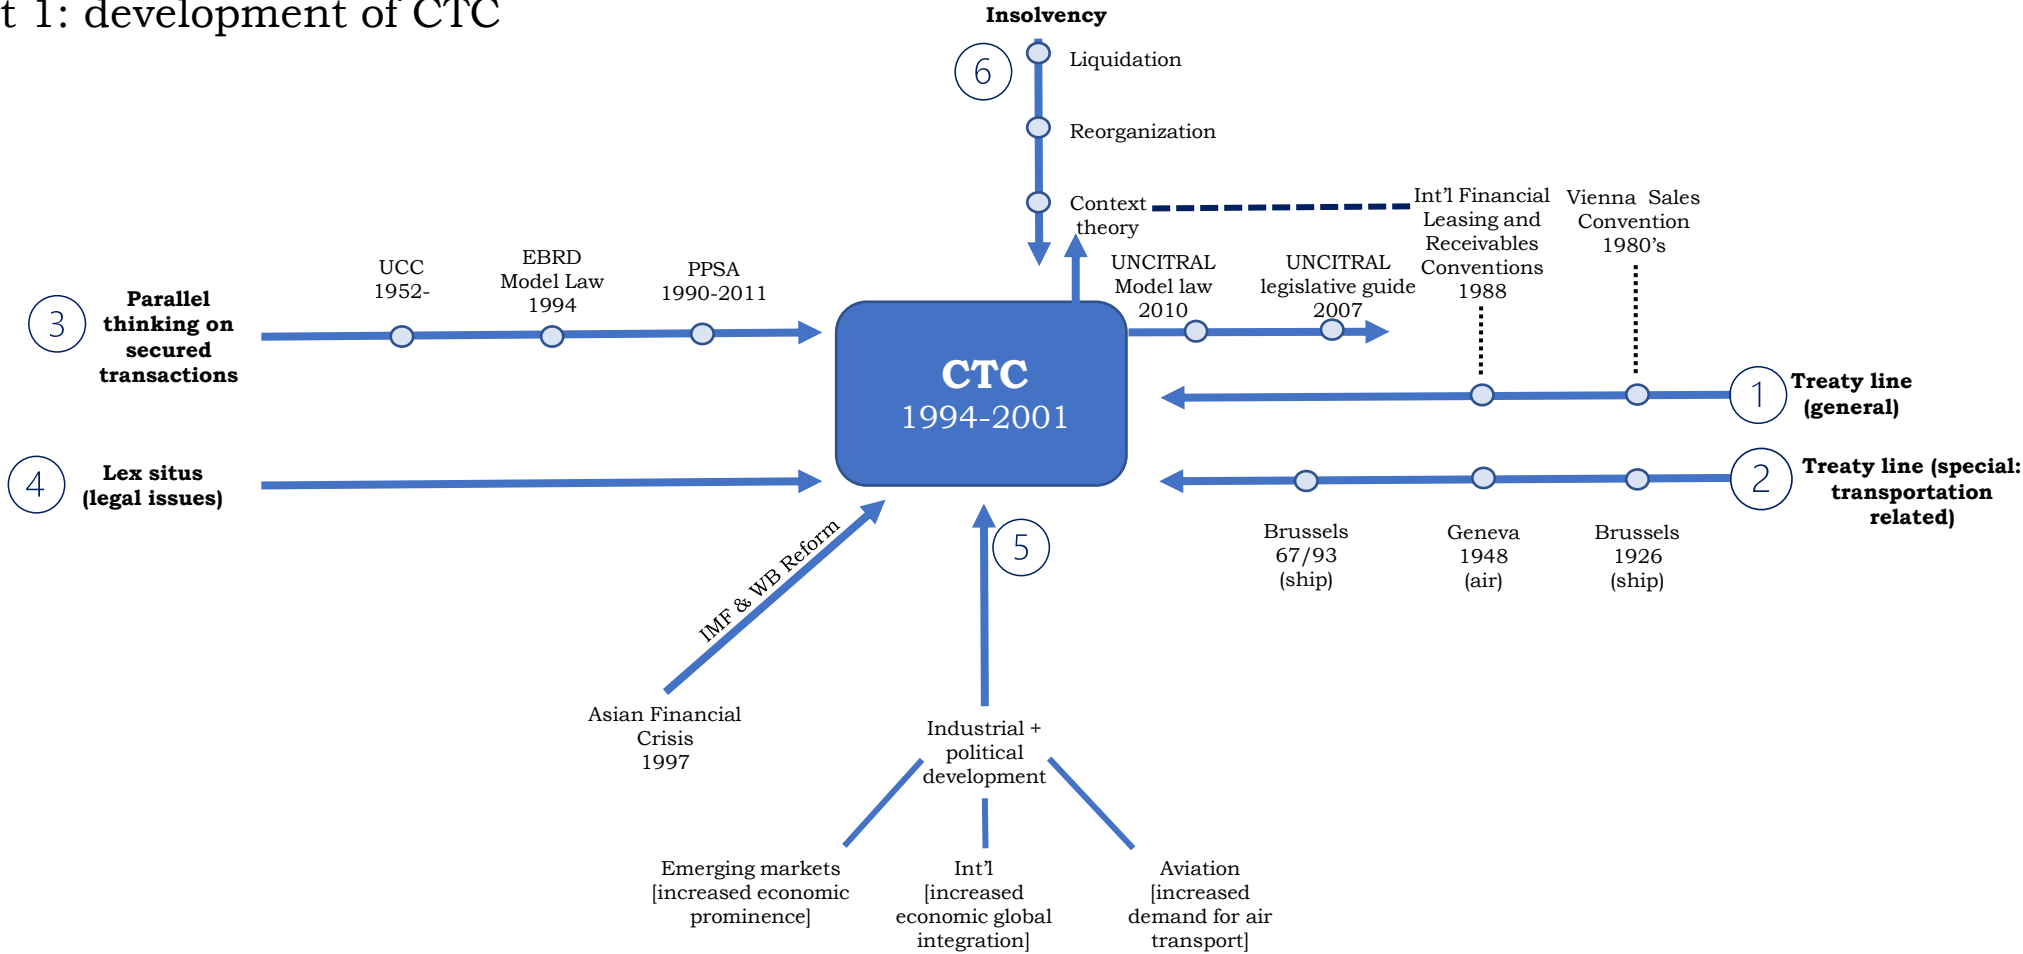 t 1: development of CTC
Insolvency
6
Liquidation
Reorganization
Context
theory
Int’l Financial
Leasing and
Receivables
Conventions
1988
Vienna Sales
Convention
1980’s
UCC
1952-
EBRD
Model Law
1994
PPSA
1990-2011
UNCITRAL
Model law
2010
UNCITRAL
legislative guide
2007
3
Parallel
thinking on
secured
transactions
CTC
1994-2001
1
Treaty line
(general)
4
Lex situs
(legal issues)
2
Treaty line (special:
transportation
related)
Brussels
67/93
(ship)
Geneva
1948
(air)
Brussels
1926
(ship)
IMF & WB Reform
5
Asian Financial
Crisis
1997
Industrial +
political
development
Emerging markets
[increased economic
prominence]
Int’l
[increased
economic global
integration]
Aviation
[increased
demand for air
transport]